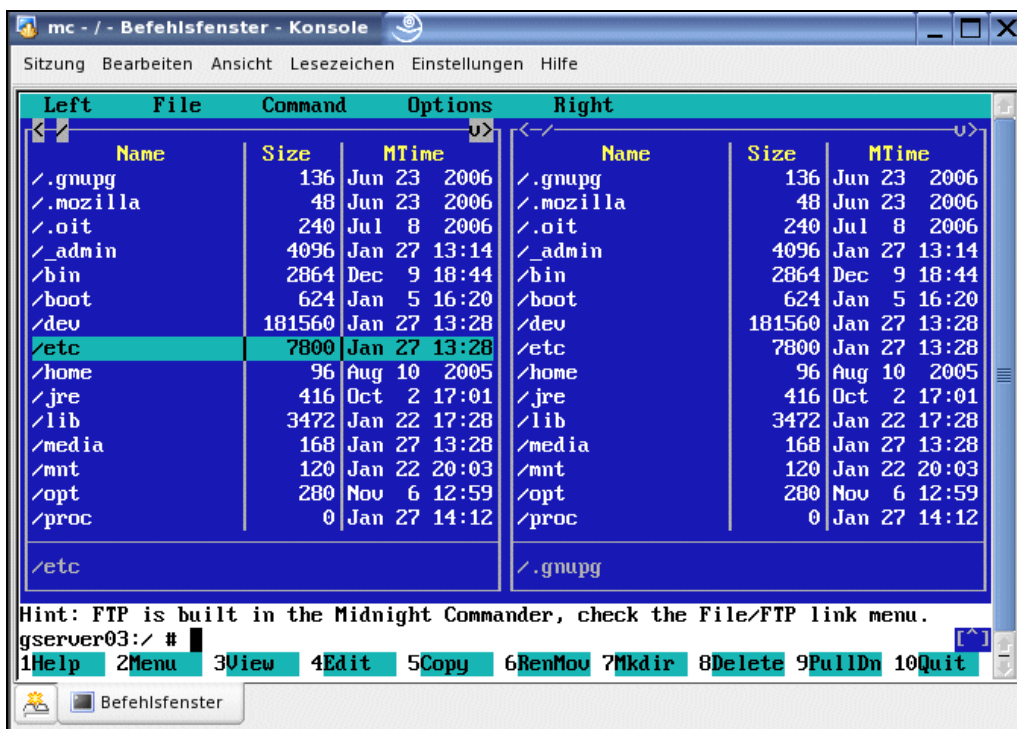 mc - / - Befehlsfenster - Konsole
Sitzung Bearbeiten Ansicht Lesezeichen Einstellungen Hilfe
Left File Command Options Right
< / v> <-/ v>
Name Size MTime Name Size MTime
/.gnupg 136 Jun 23 2006 /.gnupg 136 Jun 23 2006
/.mozilla 48 Jun 23 2006 /.mozilla 48 Jun 23 2006
/.oit 240 Jul 8 2006 /.oit 240 Jul 8 2006
/_admin 4096 Jan 27 13:14 /_admin 4096 Jan 27 13:14
/bin 2864 Dec 9 18:44 /bin 2864 Dec 9 18:44
/boot 624 Jan 5 16:20 /boot 624 Jan 5 16:20
/dev 181560 Jan 27 13:28 /dev 181560 Jan 27 13:28
/etc 7800 Jan 27 13:28 /etc 7800 Jan 27 13:28
/home 96 Aug 10 2005 /home 96 Aug 10 2005
/jre 416 Oct 2 17:01 /jre 416 Oct 2 17:01
/lib 3472 Jan 22 17:28 /lib 3472 Jan 22 17:28
/media 168 Jan 27 13:28 /media 168 Jan 27 13:28
/mnt 120 Jan 22 20:03 /mnt 120 Jan 22 20:03
/opt 280 Nov 6 12:59 /opt 280 Nov 6 12:59
/proc 0 Jan 27 14:12 /proc 0 Jan 27 14:12
/etc /.gnupg
Hint: FTP is built in the Midnight Commander, check the File/FTP link menu.
gserver03:/ # [^]
1Help 2Menu 3View 4Edit 5Copy 6RenMov 7Mkdir 8Delete 9PullDn 10Quit
Befehlsfenster